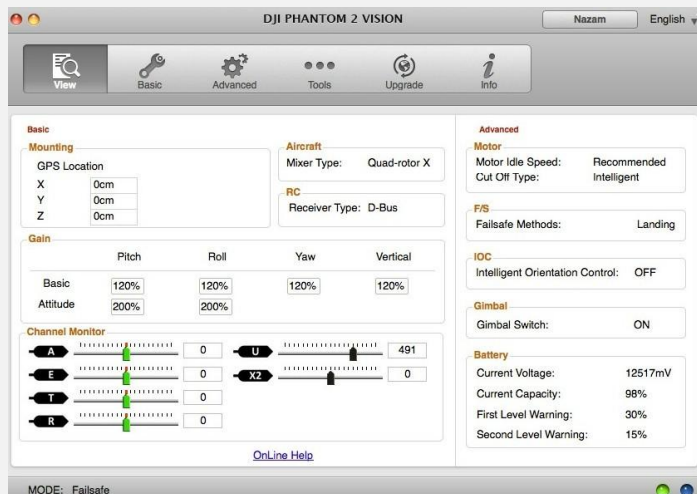 DJI PHANTOM 2 VISION
Nazam
English
View
Basic
Advanced
Tools
Upgrade
Info
Basic
Mounting
GPS Location
X 0cm
Y 0cm
Z 0cm
Aircraft
Mixer Type: Quad-rotor X
RC
Receiver Type: D-Bus
Gain
Pitch Roll Yaw Vertical
Basic 120% 120% 120% 120%
Attitude 200% 200%
Channel Monitor
A 0 U 491
E 0 X2 0
T 0
R 0
OnLine Help
Advanced
Motor
Motor Idle Speed: Recommended
Cut Off Type: Intelligent
F/S
Failsafe Methods: Landing
IOC
Intelligent Orientation Control: OFF
Gimbal
Gimbal Switch: ON
Battery
Current Voltage: 12517mV
Current Capacity: 98%
First Level Warning: 30%
Second Level Warning: 15%
MODE: Failsafe